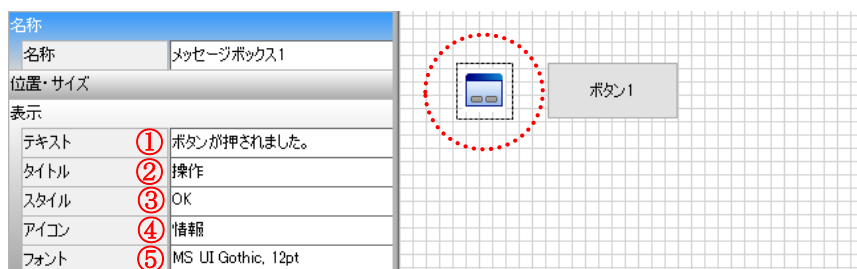 名称
名称 メッセージボックス1
位置・サイズ
表示
テキスト ① ボタンが押されました。
タイトル ② 操作
スタイル ③ OK
アイコン ④ 情報
フォント ⑤ MS UI Gothic, 12pt
ボタン1